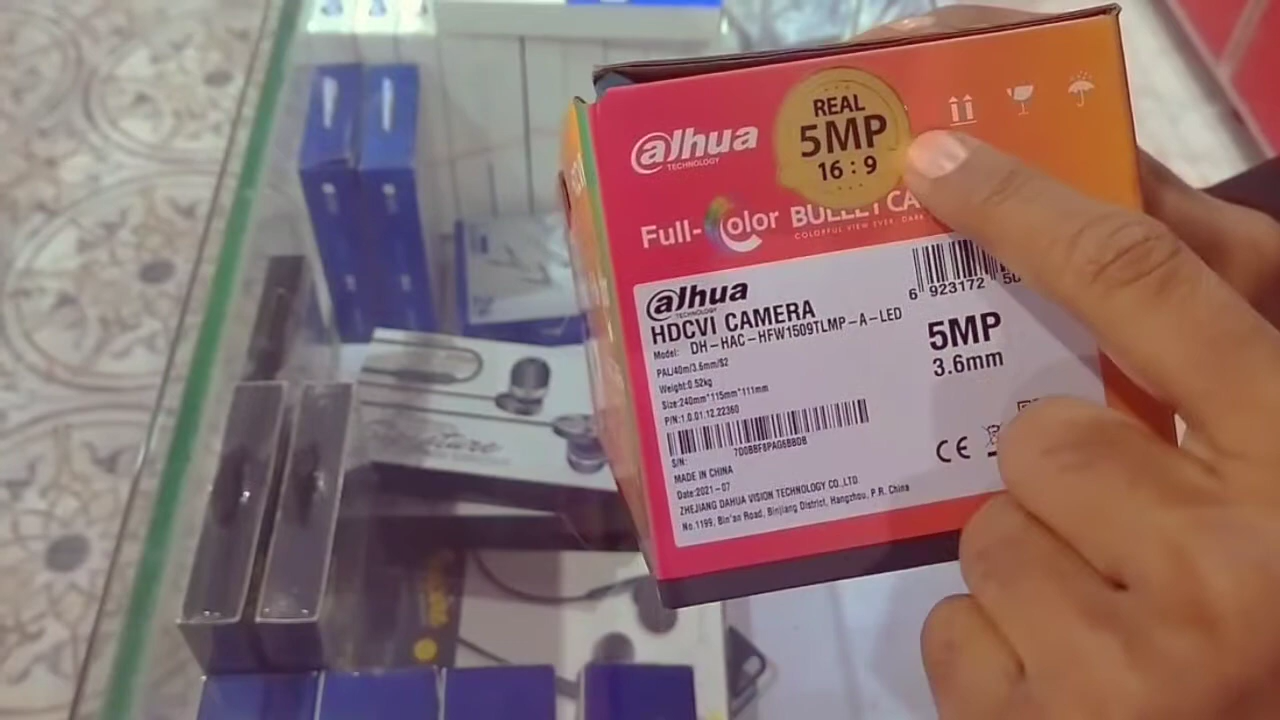 REAL
5MP
16 : 9
alhua
TECHNOLOGY
Full-Color BULLET CA
COLORFUL VIEW EVER, DARK
alhua
TECHNOLOGY
HDCVI CAMERA
Model: DH-HAC-HFW1509TLMP-A-LED
PAL/40m/3.6mm/S2
Weight:0.52kg
Size:240mm*115mm*111mm
P/N:1.0.01.12.22360
6 923172 50
5MP
3.6mm
S/N:
7D0BBF8PAG6BBDB
MADE IN CHINA
Date:2021-07
ZHEJIANG DAHUA VISION TECHNOLOGY CO.,LTD
No.1199, Bin'an Road, Binjiang District, Hangzhou, P.R. China
CE